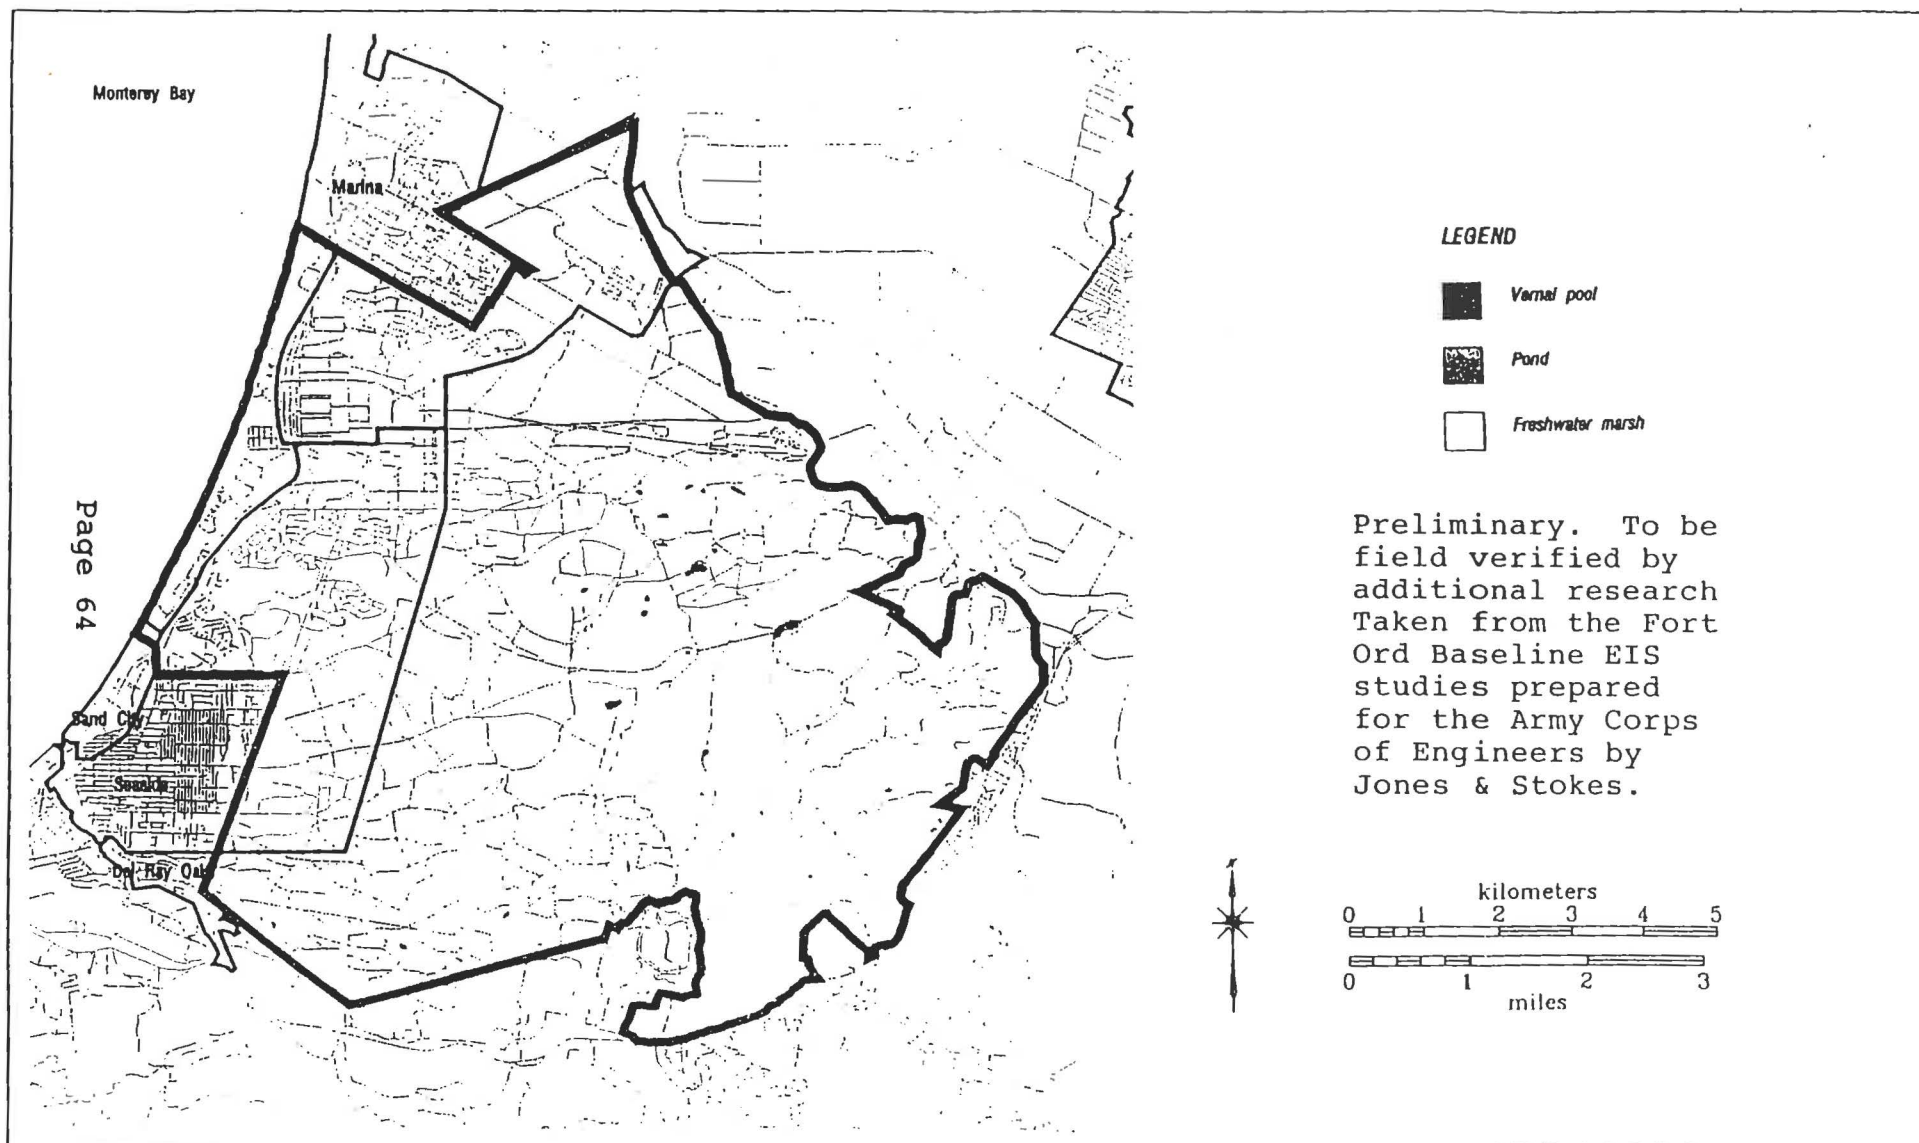 Monterey Bay
Marina
Sand City
Seaside
Del Rey Oaks
Page 64
LEGEND
Vernal pool
Pond
Freshwater marsh
Preliminary. To be
field verified by
additional research
Taken from the Fort
Ord Baseline EIS
studies prepared
for the Army Corps
of Engineers by
Jones & Stokes.
kilometers
0 1 2 3 4 5
0 1 2 3
miles